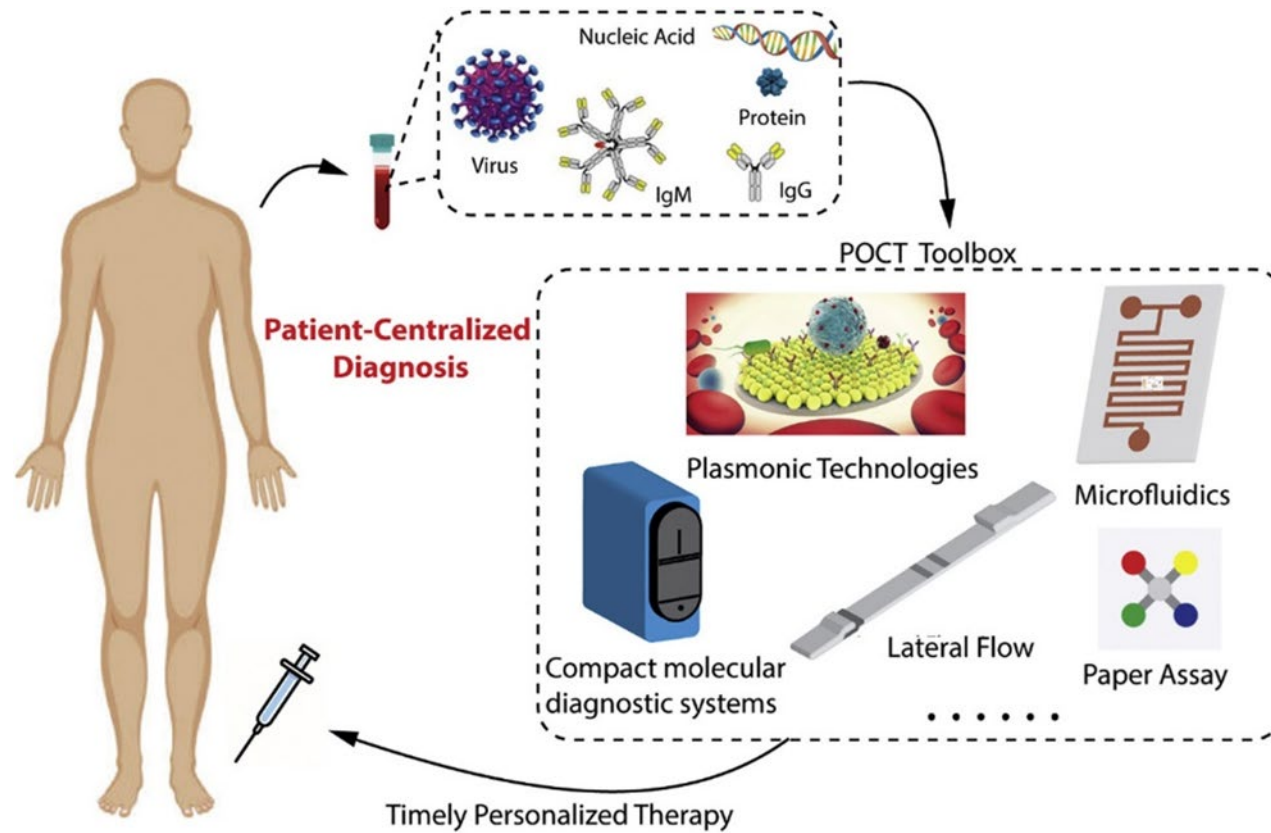 Nucleic Acid
Protein
Virus
IgM
IgG
POCT Toolbox
Patient-Centralized
Diagnosis
Plasmonic Technologies
Microfluidics
Compact molecular
diagnostic systems
Lateral Flow
Paper Assay
......
Timely Personalized Therapy